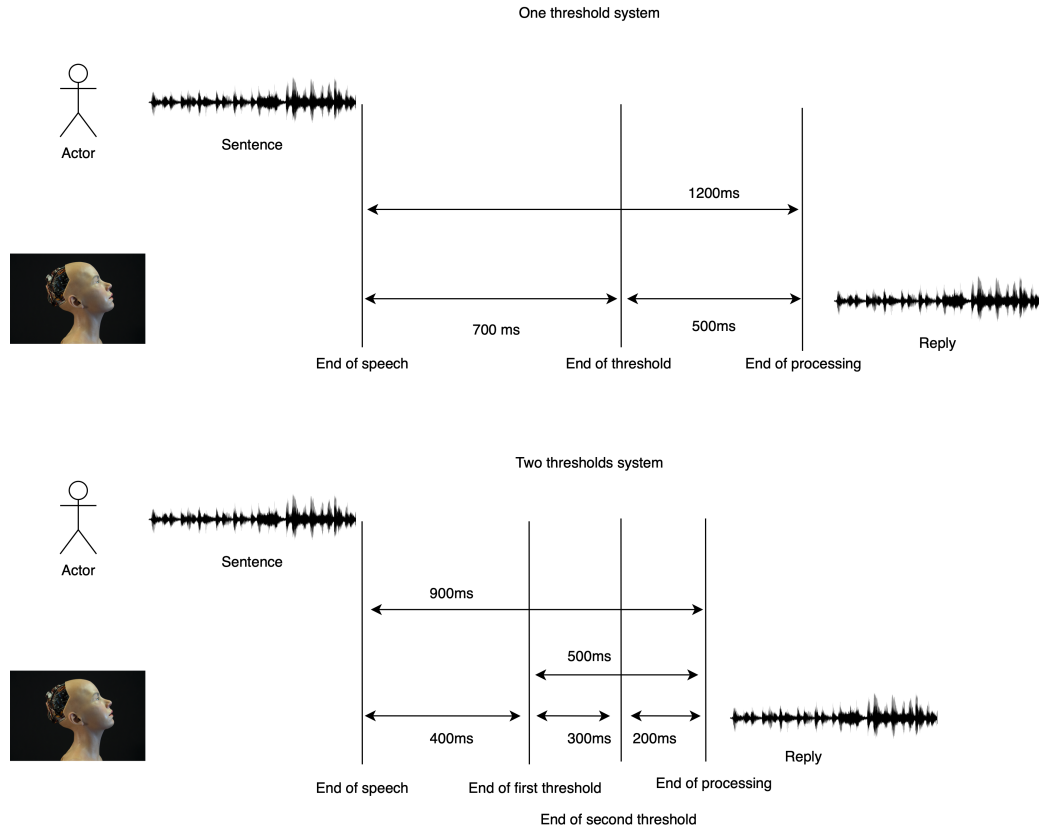 One threshold system
Actor
Sentence
1200ms
700 ms
500ms
Reply
End of speech
End of threshold
End of processing
Two thresholds system
Actor
Sentence
900ms
500ms
400ms
300ms
200ms
Reply
End of speech
End of first threshold
End of processing
End of second threshold